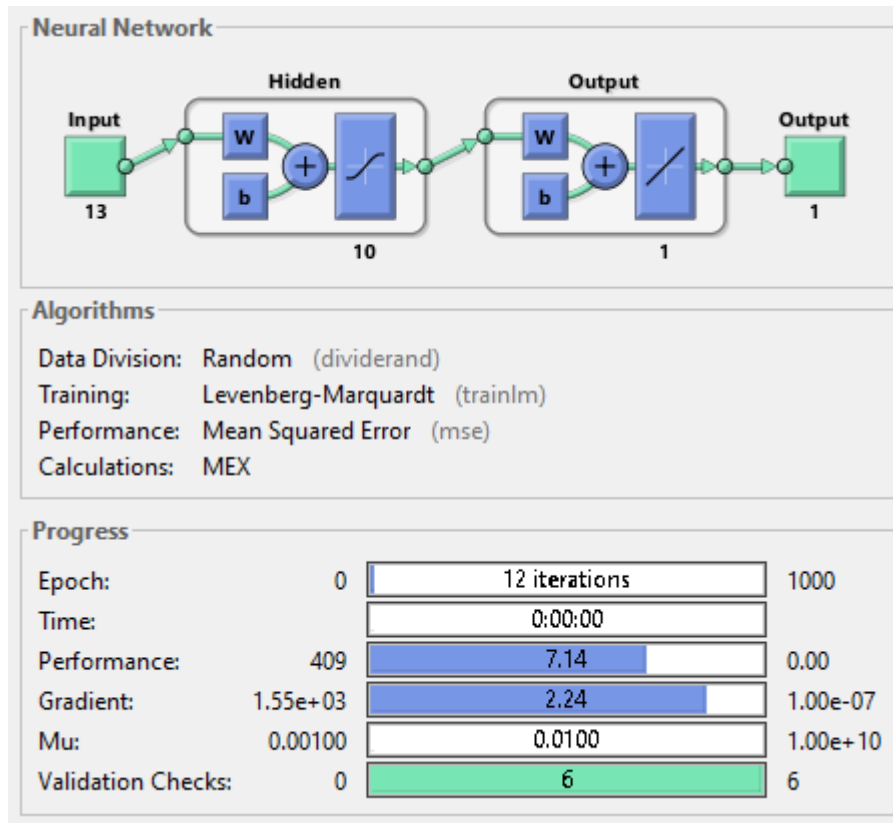 Neural Network
Hidden Output
Input Output
W b + W b +
13 10 1 1
Algorithms
Data Division: Random (dividerand)
Training: Levenberg-Marquardt (trainlm)
Performance: Mean Squared Error (mse)
Calculations: MEX
Progress
Epoch: 0 12 iterations 1000
Time: 0:00:00
Performance: 409 7.14 0.00
Gradient: 1.55e+03 2.24 1.00e-07
Mu: 0.00100 0.0100 1.00e+10
Validation Checks: 0 6 6